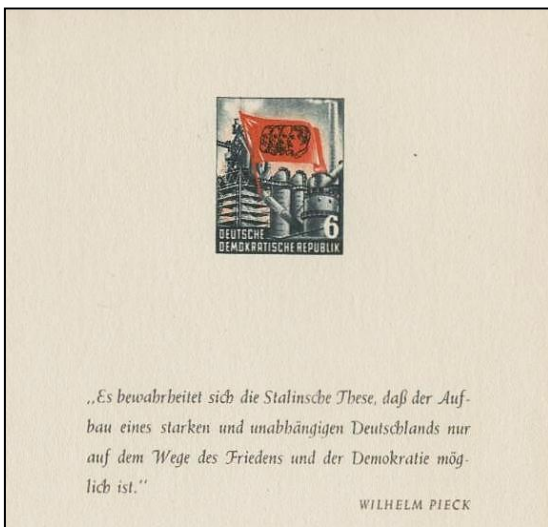 6
DEUTSCHE
DEMOKRATISCHE REPUBLIK
„Es bewahrheitet sich die Stalinsche These, daß der Auf-
bau eines starken und unabhängigen Deutschlands nur
auf dem Wege des Friedens und der Demokratie mög-
lich ist.“
WILHELM PIECK